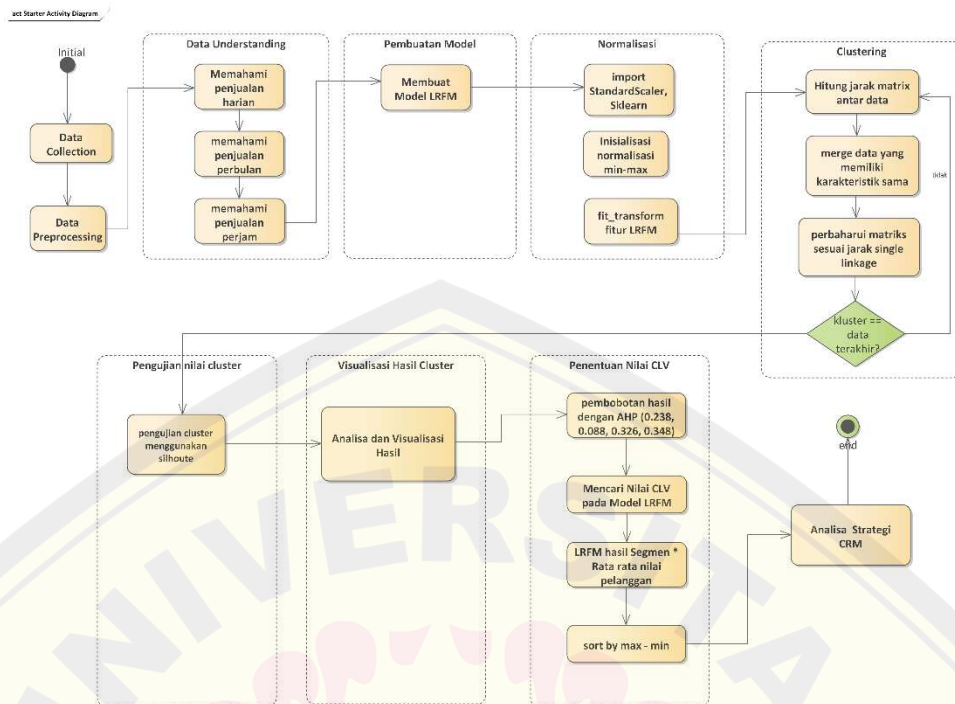 act Starter Activity Diagram
Initial
Data
Collection
Data
Preprocessing
Data Understanding
Memahami
penjualan
harian
memahami
penjualan
perbulan
memahami
penjualan
perjam
Pembuatan Model
Membuat
Model LRFM
Normalisasi
import
StandardScaler,
Sklearn
Inisialisasi
normalisasi
min-max
fit_transform
fitur LRFM
Clustering
Hitung jarak matrix
antar data
merge data yang
memiliki
karakteristik sama
perbaharui matriks
sesuai jarak single
linkage
kluster ==
data
terakhir?
Pengujian nilai cluster
pengujian cluster
menggunakan
silhoute
Visualisasi Hasil Cluster
Analisa dan Visualisasi
Hasil
Penentuan Nilai CLV
pembobotan hasil
dengan AHP (0.238,
0.088, 0.326, 0.348)
Mencari Nilai CLV
pada Model LRFM
LRFM hasil Segmen *
Rata rata nilai
pelanggan
sort by max - min
Analisa Strategi
CRM
end
UNIVERSITA